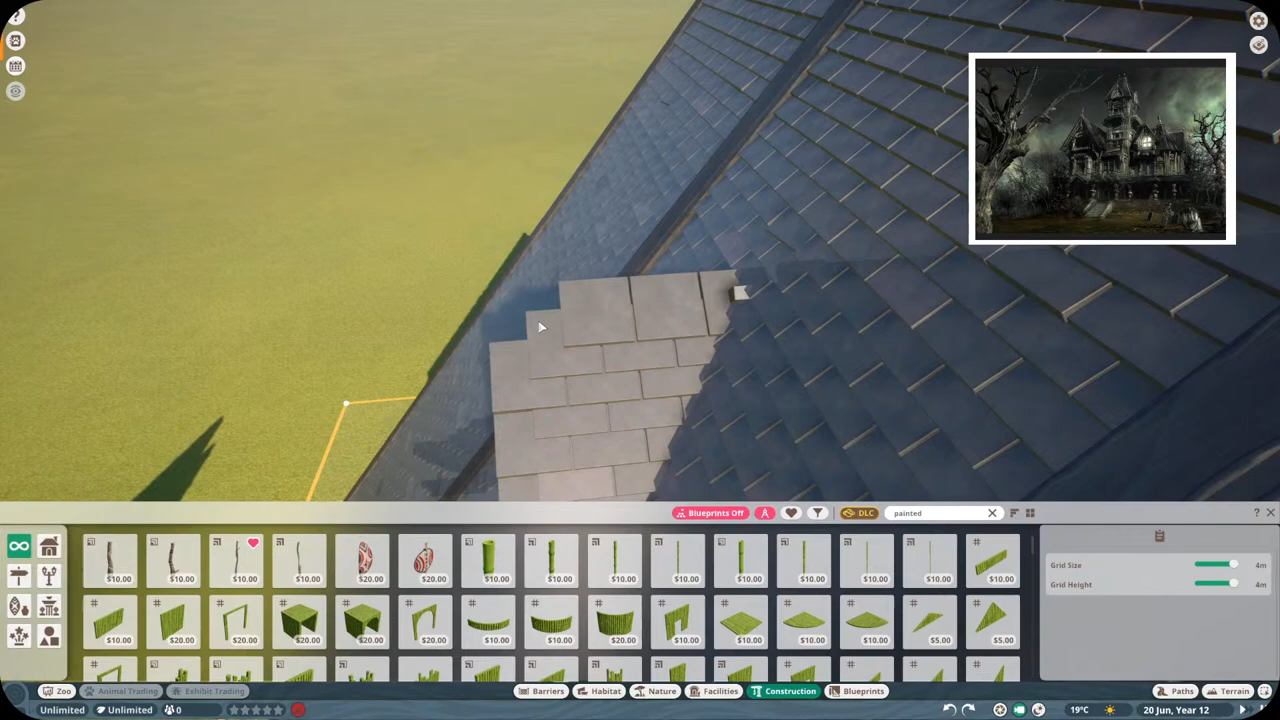 Blueprints Off
DLC
painted
$10.00 $10.00 $10.00 $10.00 $20.00 $20.00 $10.00 $10.00 $10.00 $10.00 $10.00 $10.00 $10.00 $10.00 $10.00
$10.00 $20.00 $20.00 $20.00 $20.00 $20.00 $10.00 $10.00 $20.00 $10.00 $10.00 $10.00 $10.00 $5.00 $5.00
Grid Size 4m
Grid Height 4m
Zoo Animal Trading Exhibit Trading Barriers Habitat Nature Facilities Construction Blueprints Paths Terrain
Unlimited Unlimited 0 19°C 20 Jun, Year 12